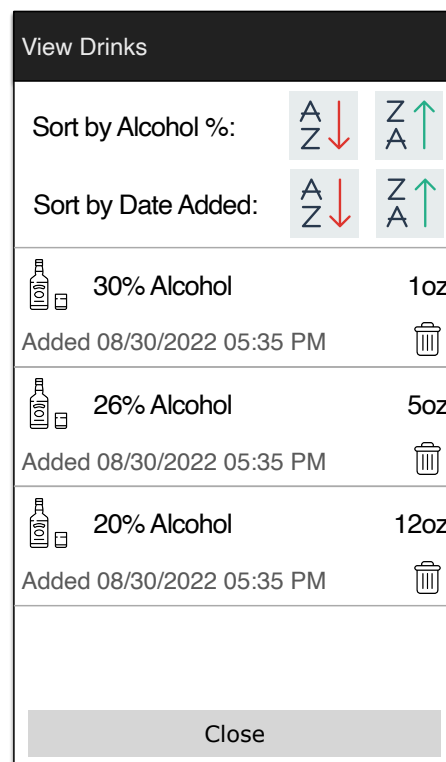 View Drinks
Sort by Alcohol %: A Z Z A
Sort by Date Added: A Z Z A
30% Alcohol 1oz
Added 08/30/2022 05:35 PM
26% Alcohol 5oz
Added 08/30/2022 05:35 PM
20% Alcohol 12oz
Added 08/30/2022 05:35 PM
Close